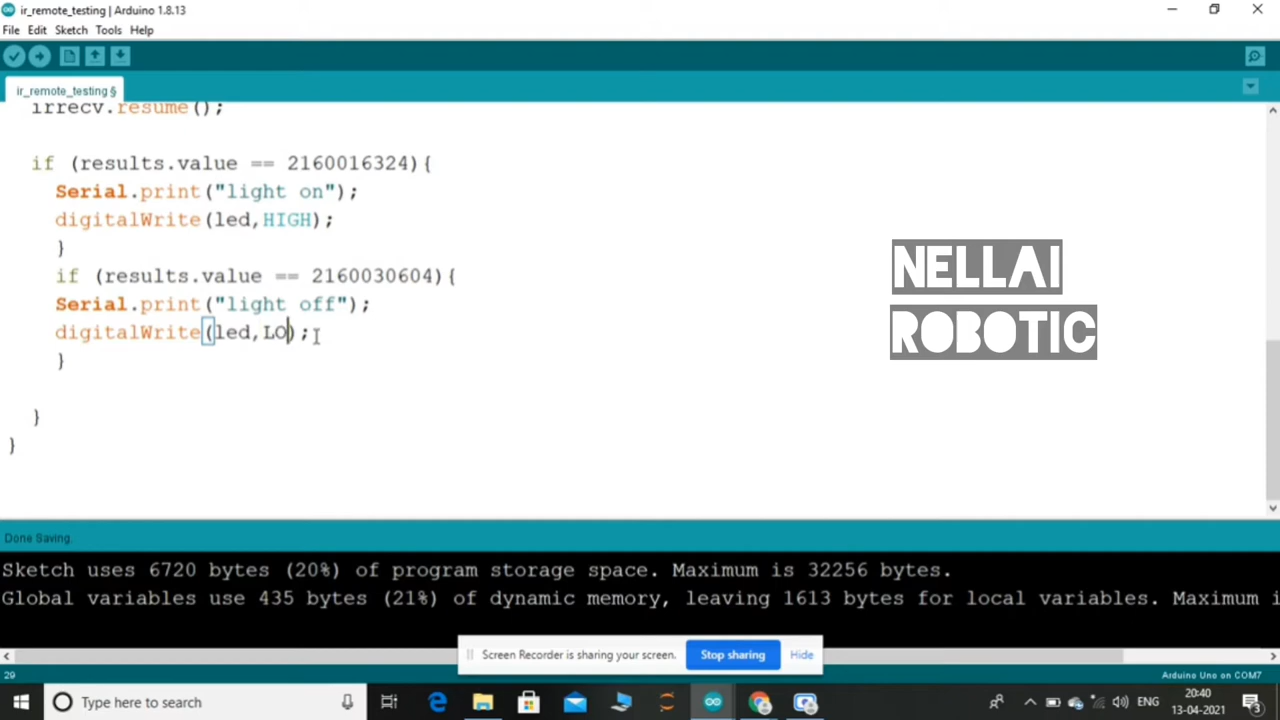 ir_remote_testing | Arduino 1.8.13
File Edit Sketch Tools Help
ir_remote_testing §
irrecv.resume();
if (results.value == 2160016324){
Serial.print("light on");
digitalWrite(led,HIGH);
}
if (results.value == 2160030604){
Serial.print("light off");
digitalWrite(led,LO);
}
}
}
NELLAI
ROBOTIC
Done Saving.
Sketch uses 6720 bytes (20%) of program storage space. Maximum is 32256 bytes.
Global variables use 435 bytes (21%) of dynamic memory, leaving 1613 bytes for local variables. Maximum i
Screen Recorder is sharing your screen. Stop sharing Hide
29 Arduino Uno on COM7
Type here to search
ENG
20:40
13-04-2021
3